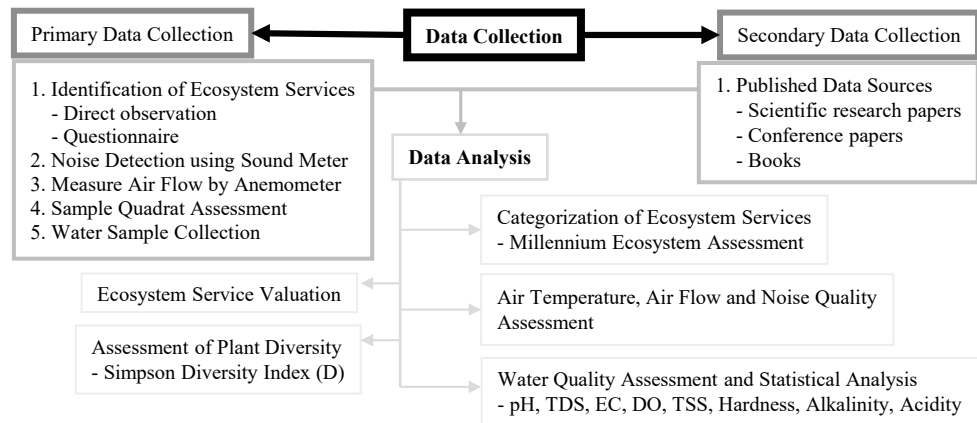 Primary Data Collection
Data Collection
Secondary Data Collection
1. Identification of Ecosystem Services
- Direct observation
- Questionnaire
2. Noise Detection using Sound Meter
3. Measure Air Flow by Anemometer
4. Sample Quadrat Assessment
5. Water Sample Collection
1. Published Data Sources
- Scientific research papers
- Conference papers
- Books
Data Analysis
Categorization of Ecosystem Services
- Millennium Ecosystem Assessment
Ecosystem Service Valuation
Air Temperature, Air Flow and Noise Quality
Assessment
Assessment of Plant Diversity
- Simpson Diversity Index (D)
Water Quality Assessment and Statistical Analysis
- pH, TDS, EC, DO, TSS, Hardness, Alkalinity, Acidity